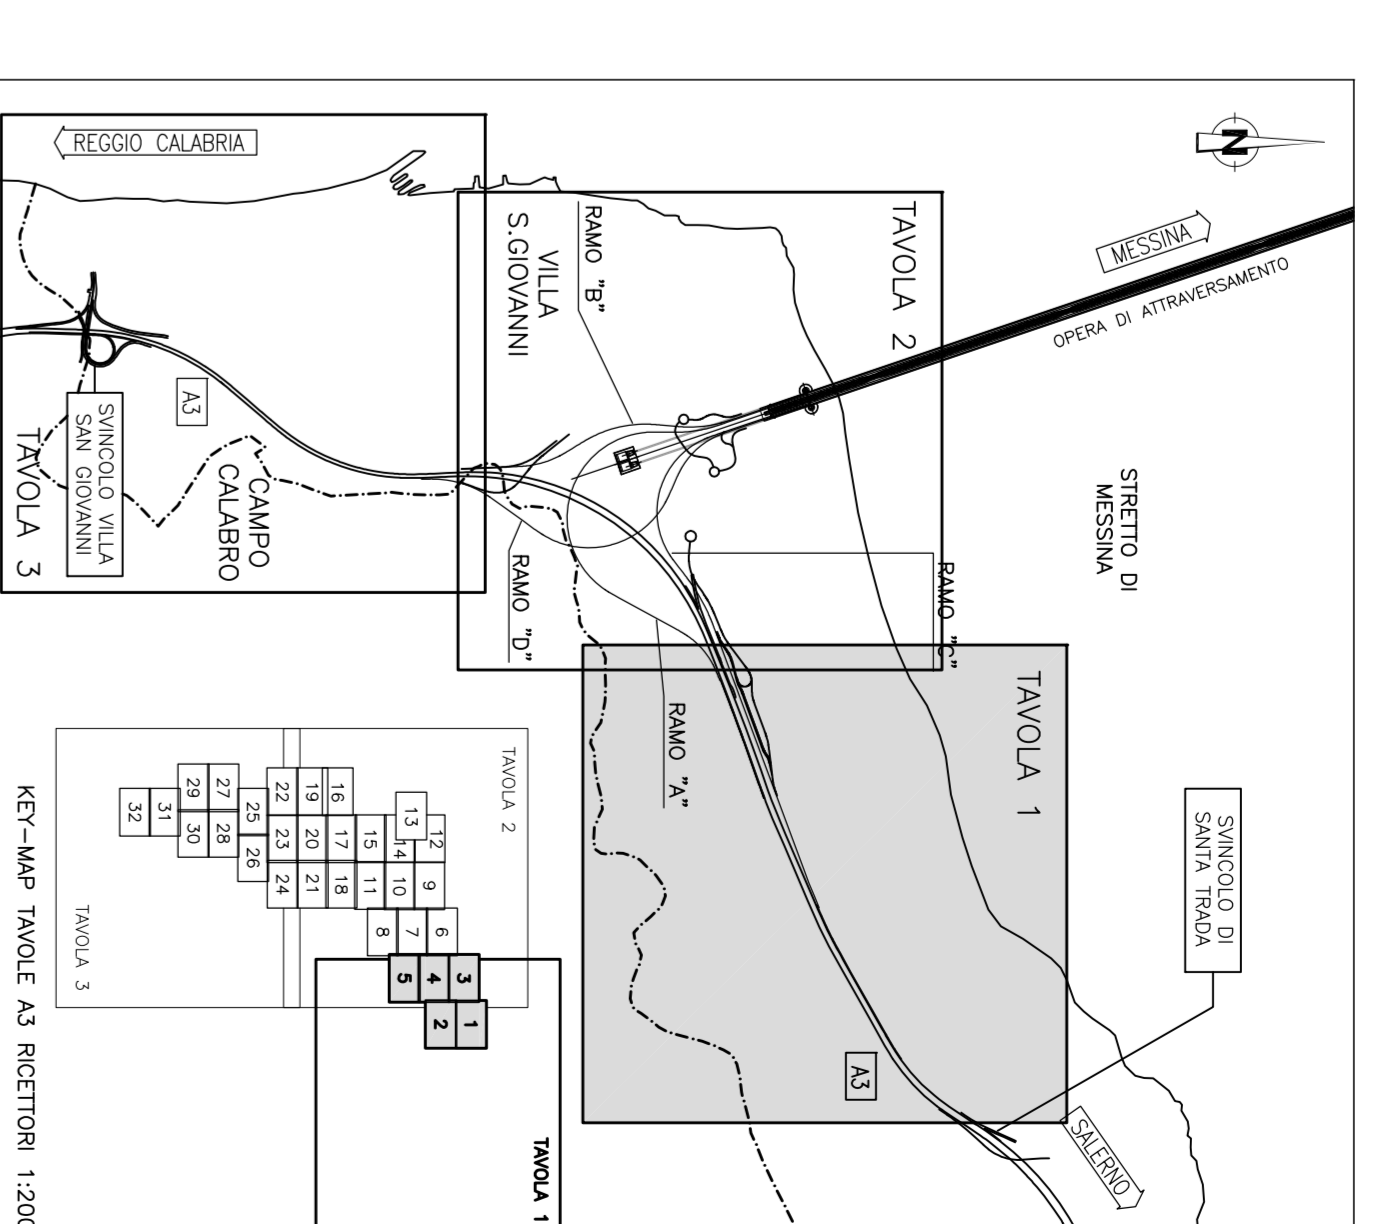 REGGIO CALABRIA
N
MESSINA
OPERA DI ATTRAVERSAMENTO
STRETTO DI
MESSINA
TAVOLA 2
RAMO "B"
VILLA
S.GIOVANNI
A3
SVINCOLO VILLA
SAN GIOVANNI
TAVOLA 3
CAMPO
CALABRO
RAMO "D"
RAMO "C"
RAMO "A"
TAVOLA 1
SVINCOLO DI
SANTA TRADA
A3
SALERNO
TAVOLA 2
12
9
6
3
1
13
14
10
7
4
2
15
11
8
5
16
17
18
19
20
21
22
23
24
25
26
27
28
29
30
31
32
TAVOLA 3
TAVOLA 1
KEY-MAP TAVOLE A3 RICETTORI 1:200